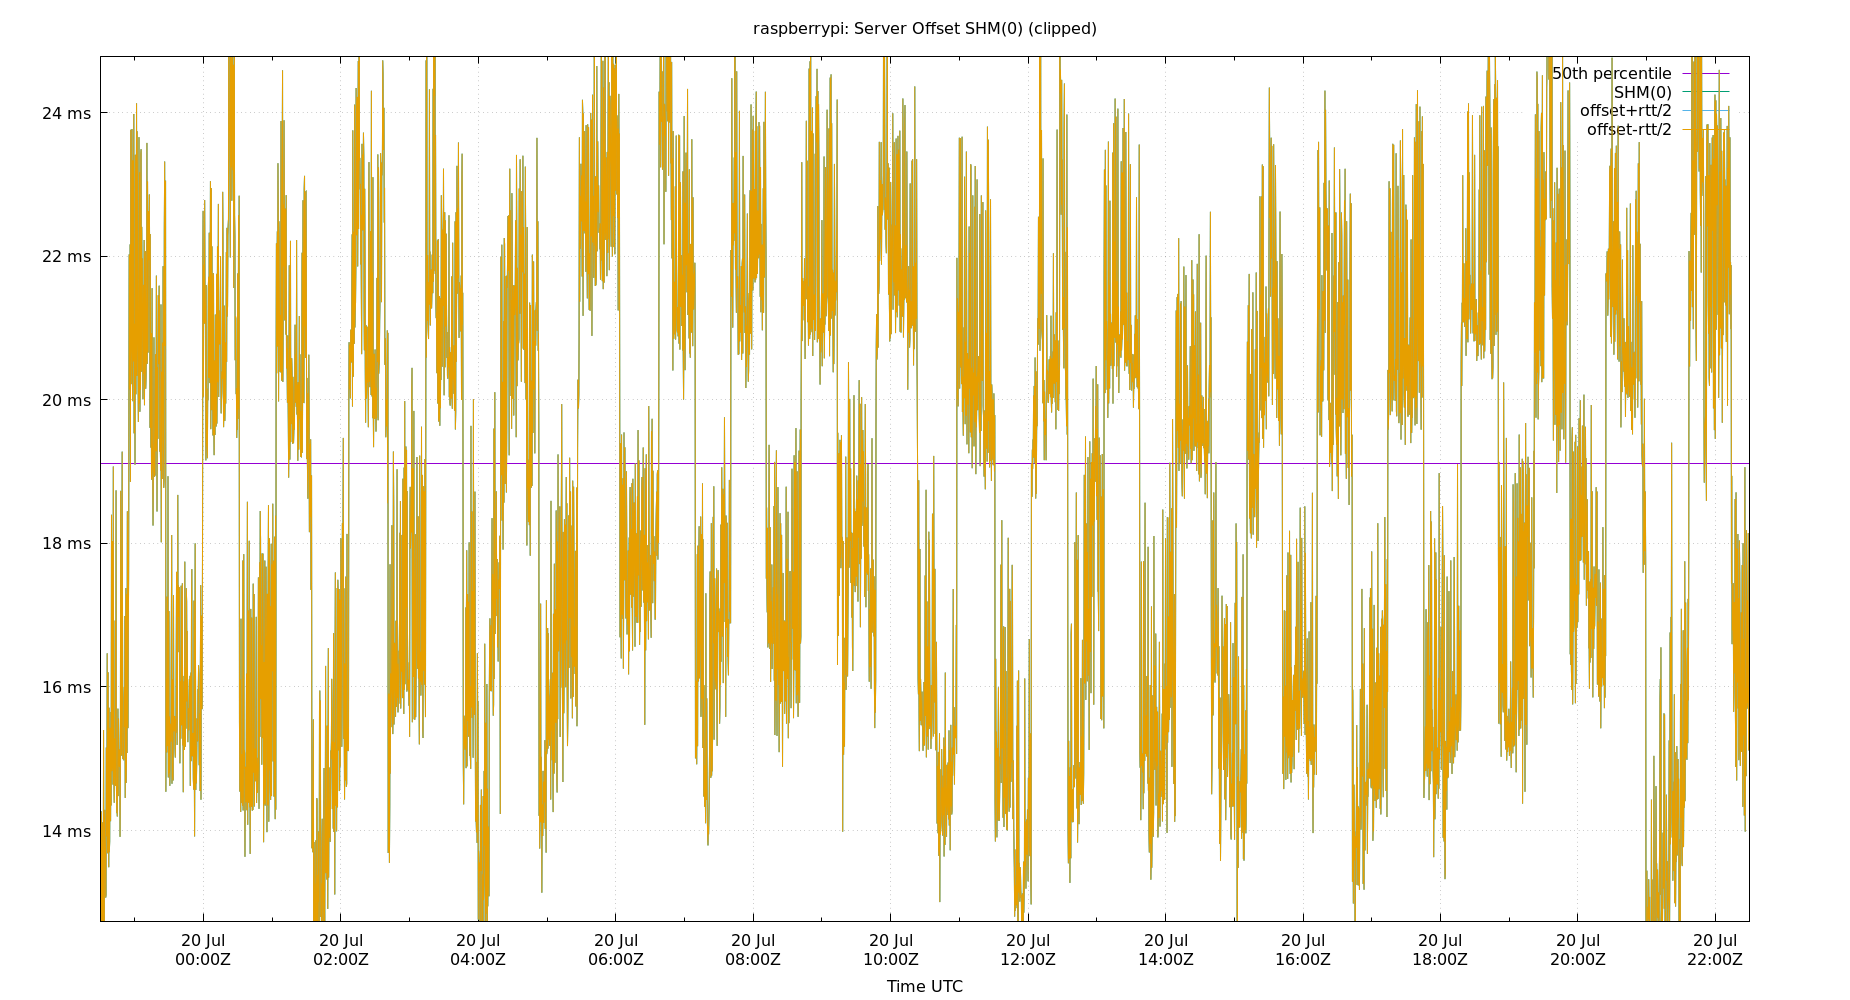 raspberrypi: Server Offset SHM(0) (clipped)
50th percentile
SHM(0)
offset+rtt/2
offset-rtt/2
24 ms
22 ms
20 ms
18 ms
16 ms
14 ms
20 Jul 20 Jul 20 Jul 20 Jul 20 Jul 20 Jul 20 Jul 20 Jul 20 Jul 20 Jul 20 Jul 20 Jul
00:00Z 02:00Z 04:00Z 06:00Z 08:00Z 10:00Z 12:00Z 14:00Z 16:00Z 18:00Z 20:00Z 22:00Z
Time UTC